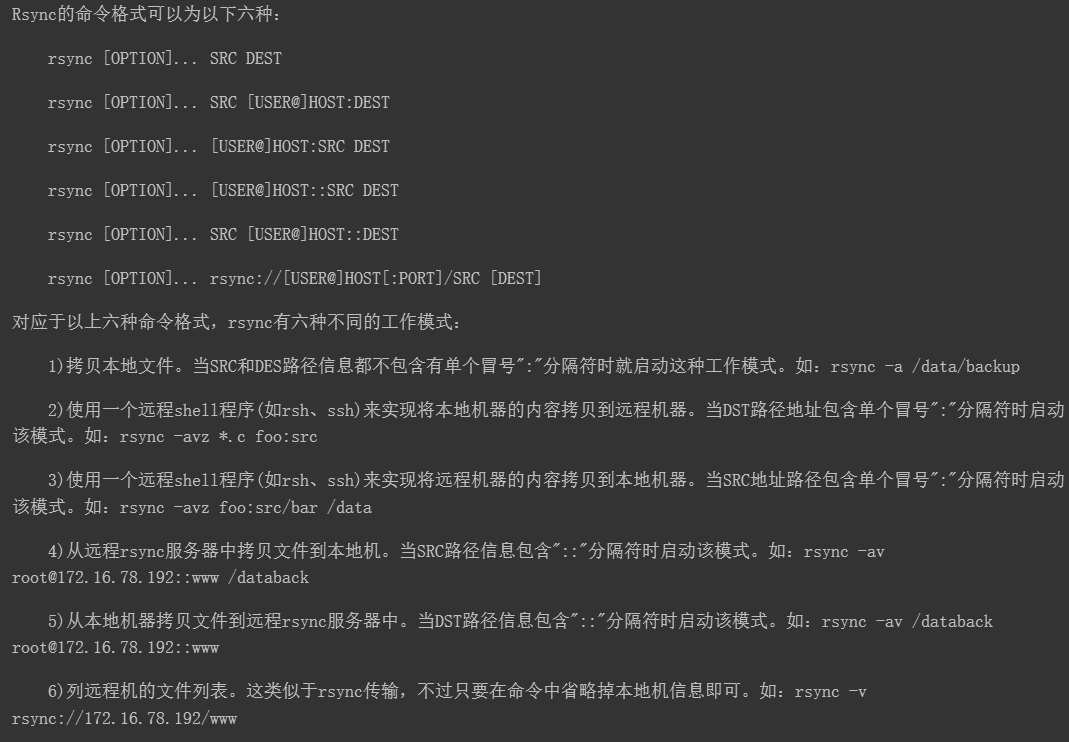 Rsync的命令格式可以为以下六种：
rsync [OPTION]... SRC DEST
rsync [OPTION]... SRC [USER@]HOST:DEST
rsync [OPTION]... [USER@]HOST:SRC DEST
rsync [OPTION]... [USER@]HOST::SRC DEST
rsync [OPTION]... SRC [USER@]HOST::DEST
rsync [OPTION]... rsync://[USER@]HOST[:PORT]/SRC [DEST]
对应于以上六种命令格式，rsync有六种不同的工作模式：
1)拷贝本地文件。当SRC和DES路径信息都不包含有单个冒号":"分隔符时就启动这种工作模式。如：rsync -a /data/backup
2)使用一个远程shell程序(如rsh、ssh)来实现将本地机器的内容拷贝到远程机器。当DST路径地址包含单个冒号":"分隔符时启动
该模式。如：rsync -avz *.c foo:src
3)使用一个远程shell程序(如rsh、ssh)来实现将远程机器的内容拷贝到本地机器。当SRC地址路径包含单个冒号":"分隔符时启动
该模式。如：rsync -avz foo:src/bar /data
4)从远程rsync服务器中拷贝文件到本地机。当SRC路径信息包含"::"分隔符时启动该模式。如：rsync -av
root@172.16.78.192::www /databack
5)从本地机器拷贝文件到远程rsync服务器中。当DST路径信息包含"::"分隔符时启动该模式。如：rsync -av /databack
root@172.16.78.192::www
6)列远程机的文件列表。这类似于rsync传输，不过只要在命令中省略掉本地机信息即可。如：rsync -v
rsync://172.16.78.192/www